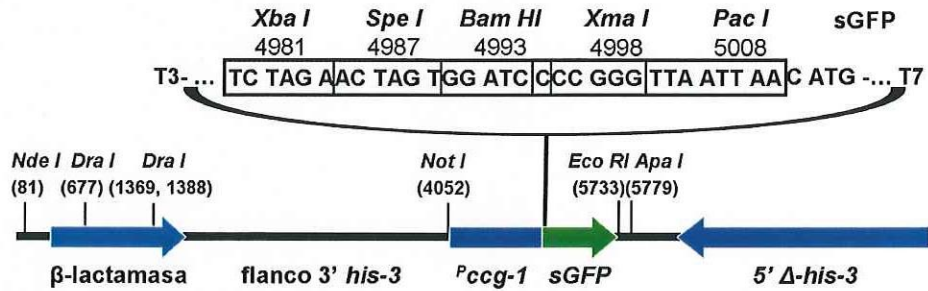 Xba I Spe I Bam HI Xma I Pac I sGFP
4981 4987 4993 4998 5008
T3- ... TC TAG A AC TAG T GG ATC C CC GGG TTA ATT AA C ATG -... T7
Nde I Dra I Dra I Not I Eco RI Apa I
(81) (677) (1369, 1388) (4052) (5733) (5779)
β-lactamasa flanco 3' his-3 Pccg-1 sGFP 5' Δ-his-3